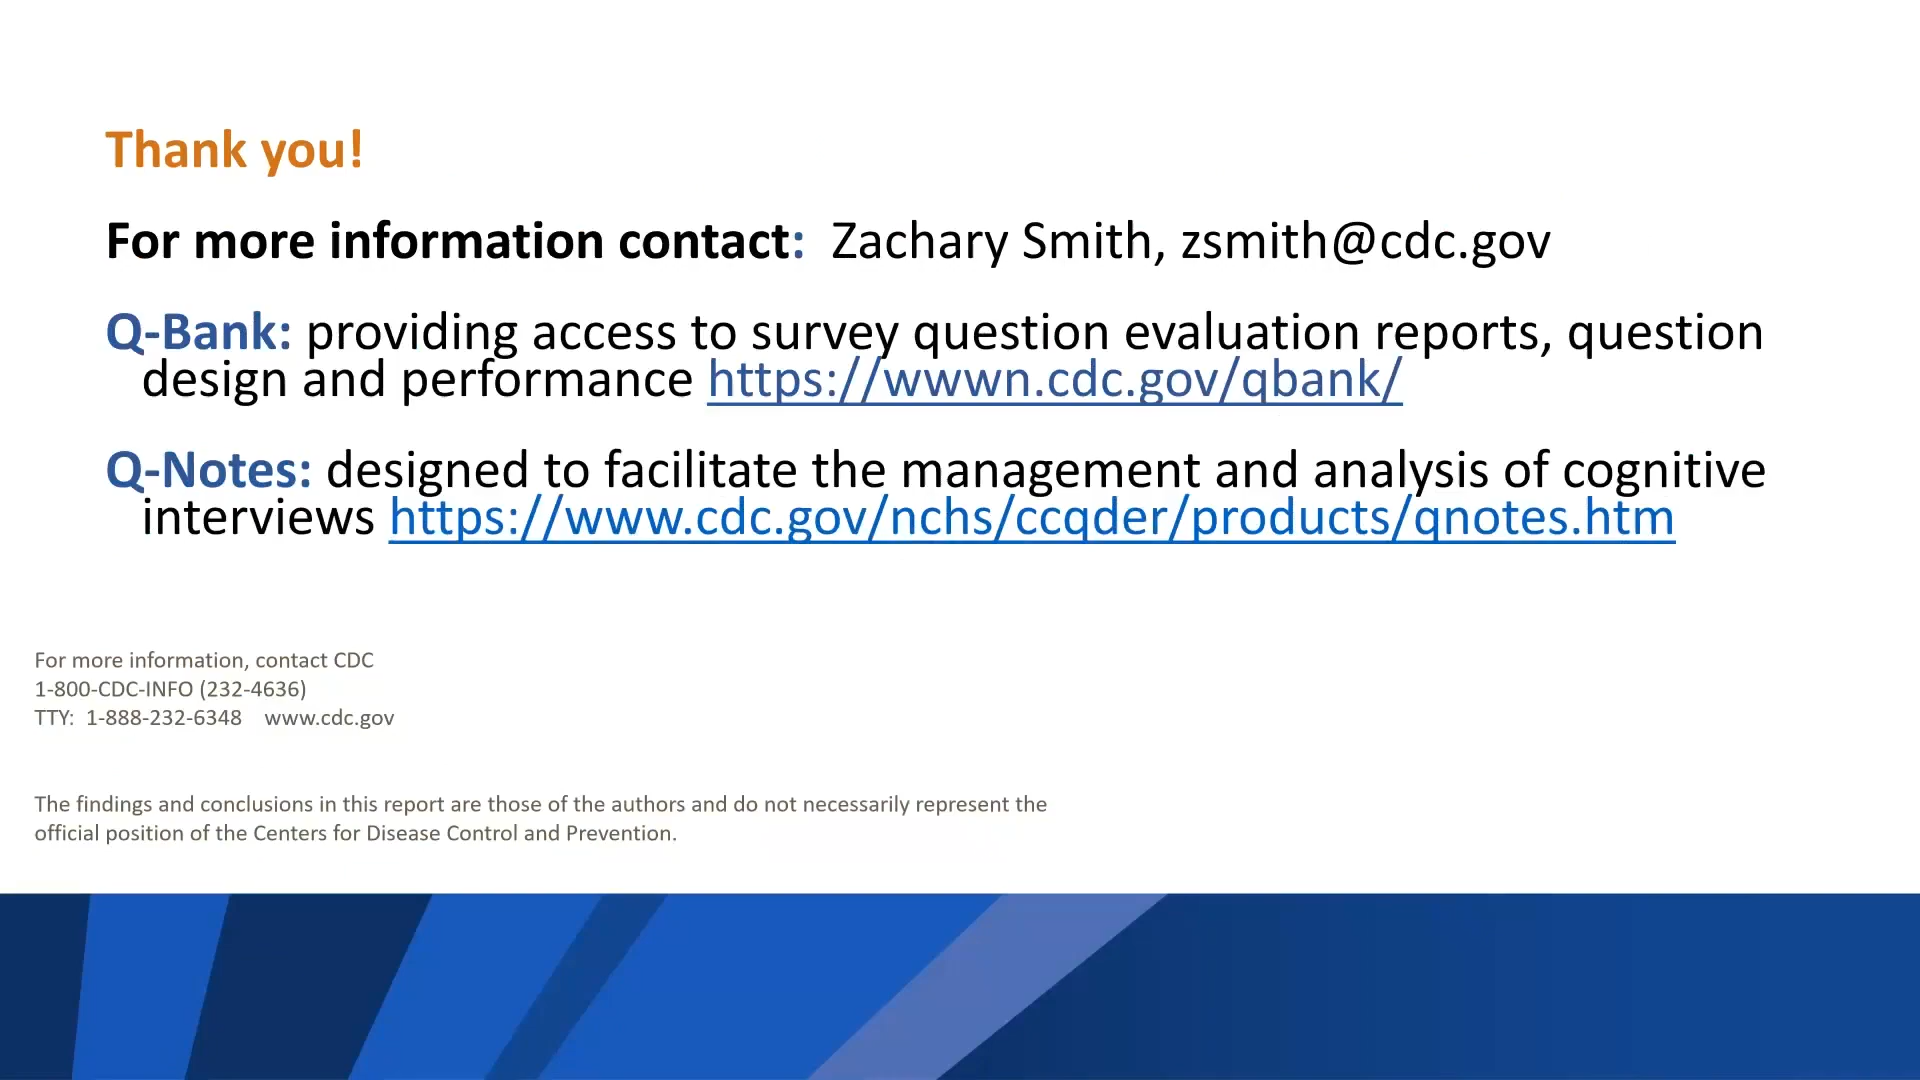 Thank you!
For more information contact:  Zachary Smith, zsmith@cdc.gov
Q-Bank: providing access to survey question evaluation reports, question
design and performance https://wwwn.cdc.gov/qbank/
Q-Notes: designed to facilitate the management and analysis of cognitive
interviews https://www.cdc.gov/nchs/ccqder/products/qnotes.htm
For more information, contact CDC
1-800-CDC-INFO (232-4636)
TTY:  1-888-232-6348    www.cdc.gov
The findings and conclusions in this report are those of the authors and do not necessarily represent the
official position of the Centers for Disease Control and Prevention.